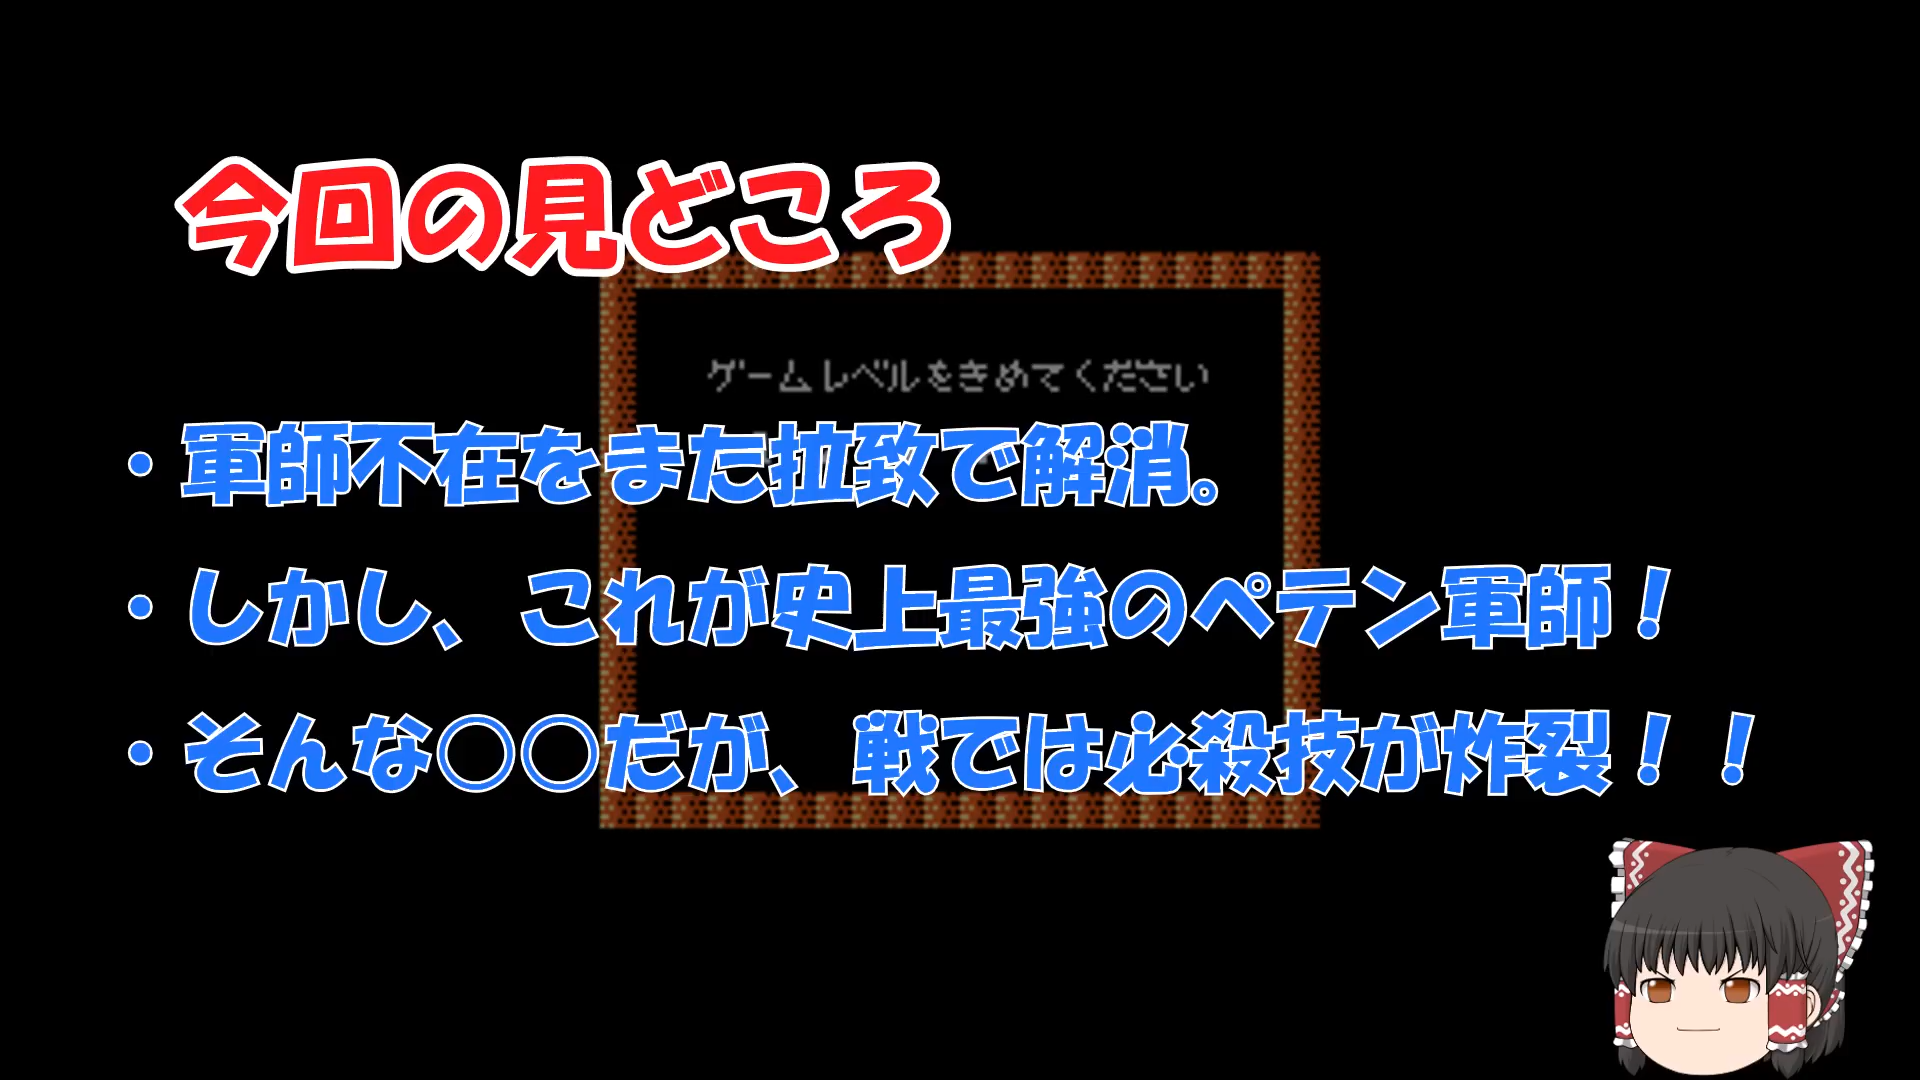 今回の見どころ
ゲームレベルをきめてください
・軍師不在をまた拉致で解消。
・しかし、これが史上最強のペテン軍師！
・そんな○○だが、戦では必殺技が炸裂！！